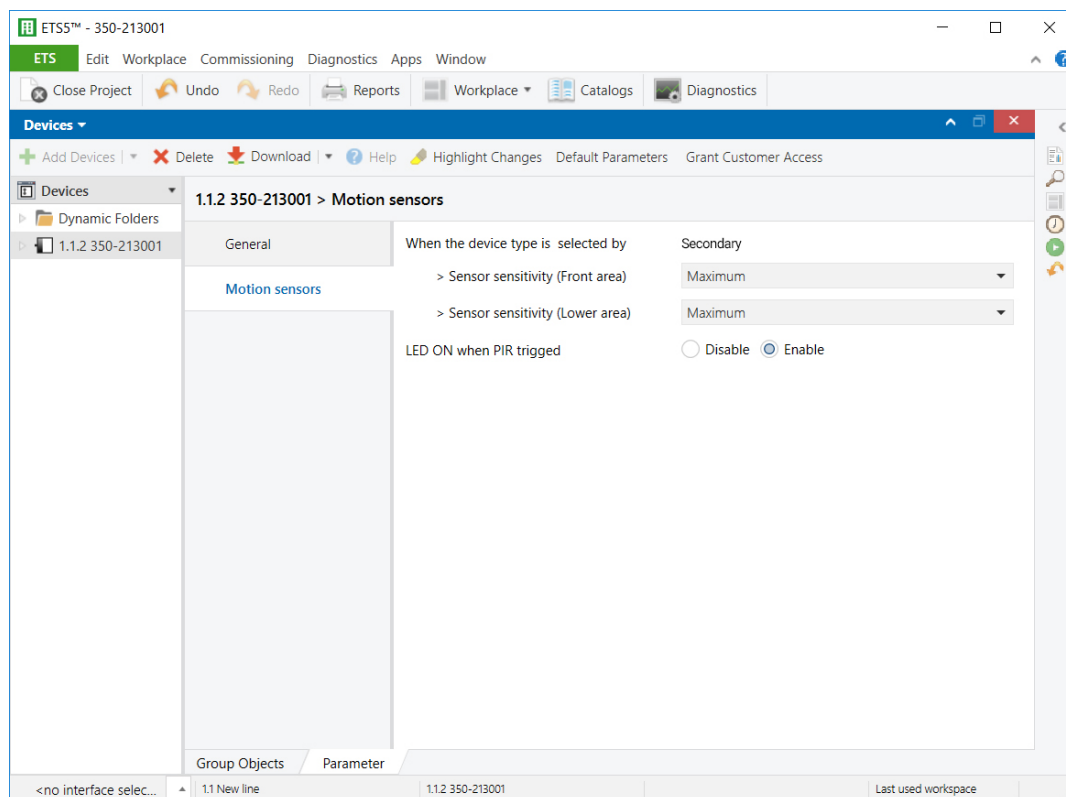 ETS5™ - 350-213001
ETS Edit Workplace Commissioning Diagnostics Apps Window
Close Project Undo Redo Reports Workplace Catalogs Diagnostics
Devices
Add Devices Delete Download Help Highlight Changes Default Parameters Grant Customer Access
Devices
Dynamic Folders
1.1.2 350-213001
1.1.2 350-213001 > Motion sensors
General
Motion sensors
When the device type is selected by Secondary
> Sensor sensitivity (Front area) Maximum
> Sensor sensitivity (Lower area) Maximum
LED ON when PIR trigged Disable Enable
Group Objects Parameter
<no interface selec... 1.1 New line 1.1.2 350-213001 Last used workspace